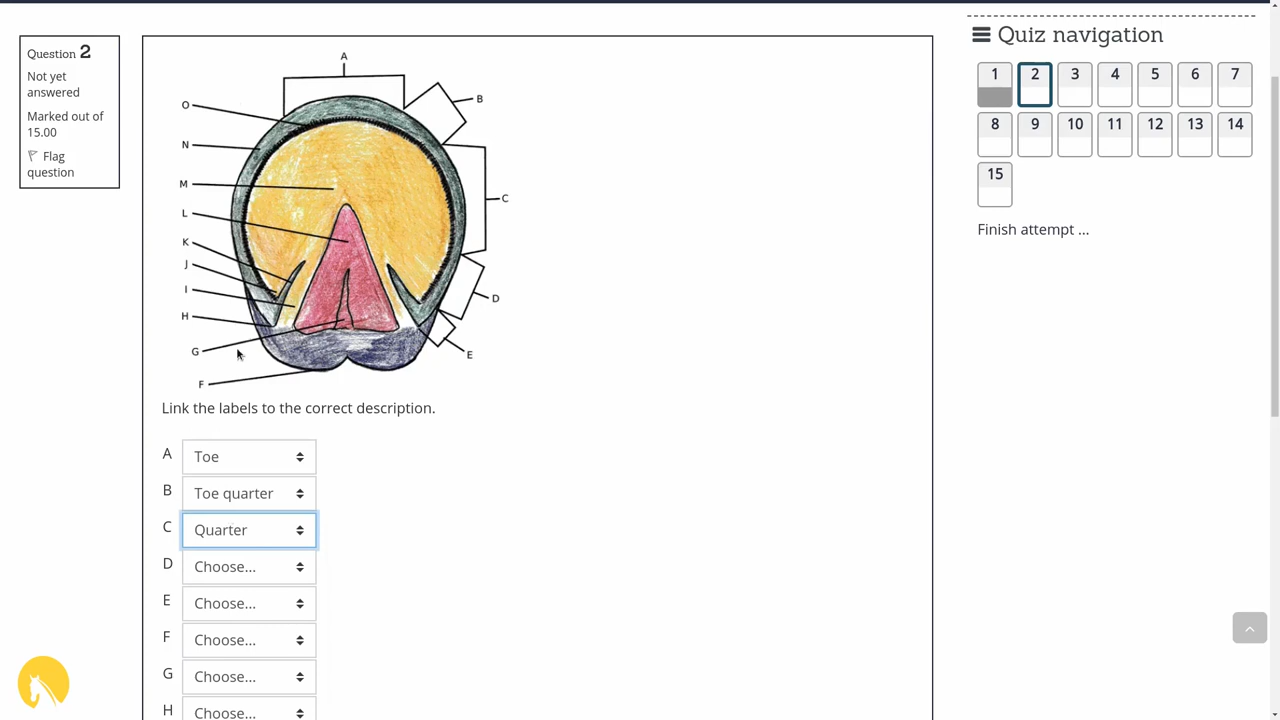 Question 2
Not yet
answered
Marked out of
15.00
Flag
question
A
B
C
D
E
O
N
M
L
K
J
I
H
G
F
Link the labels to the correct description.
A Toe
B Toe quarter
C Quarter
D Choose...
E Choose...
F Choose...
G Choose...
H Choose...
Quiz navigation
1 2 3 4 5 6 7
8 9 10 11 12 13 14
15
Finish attempt ...